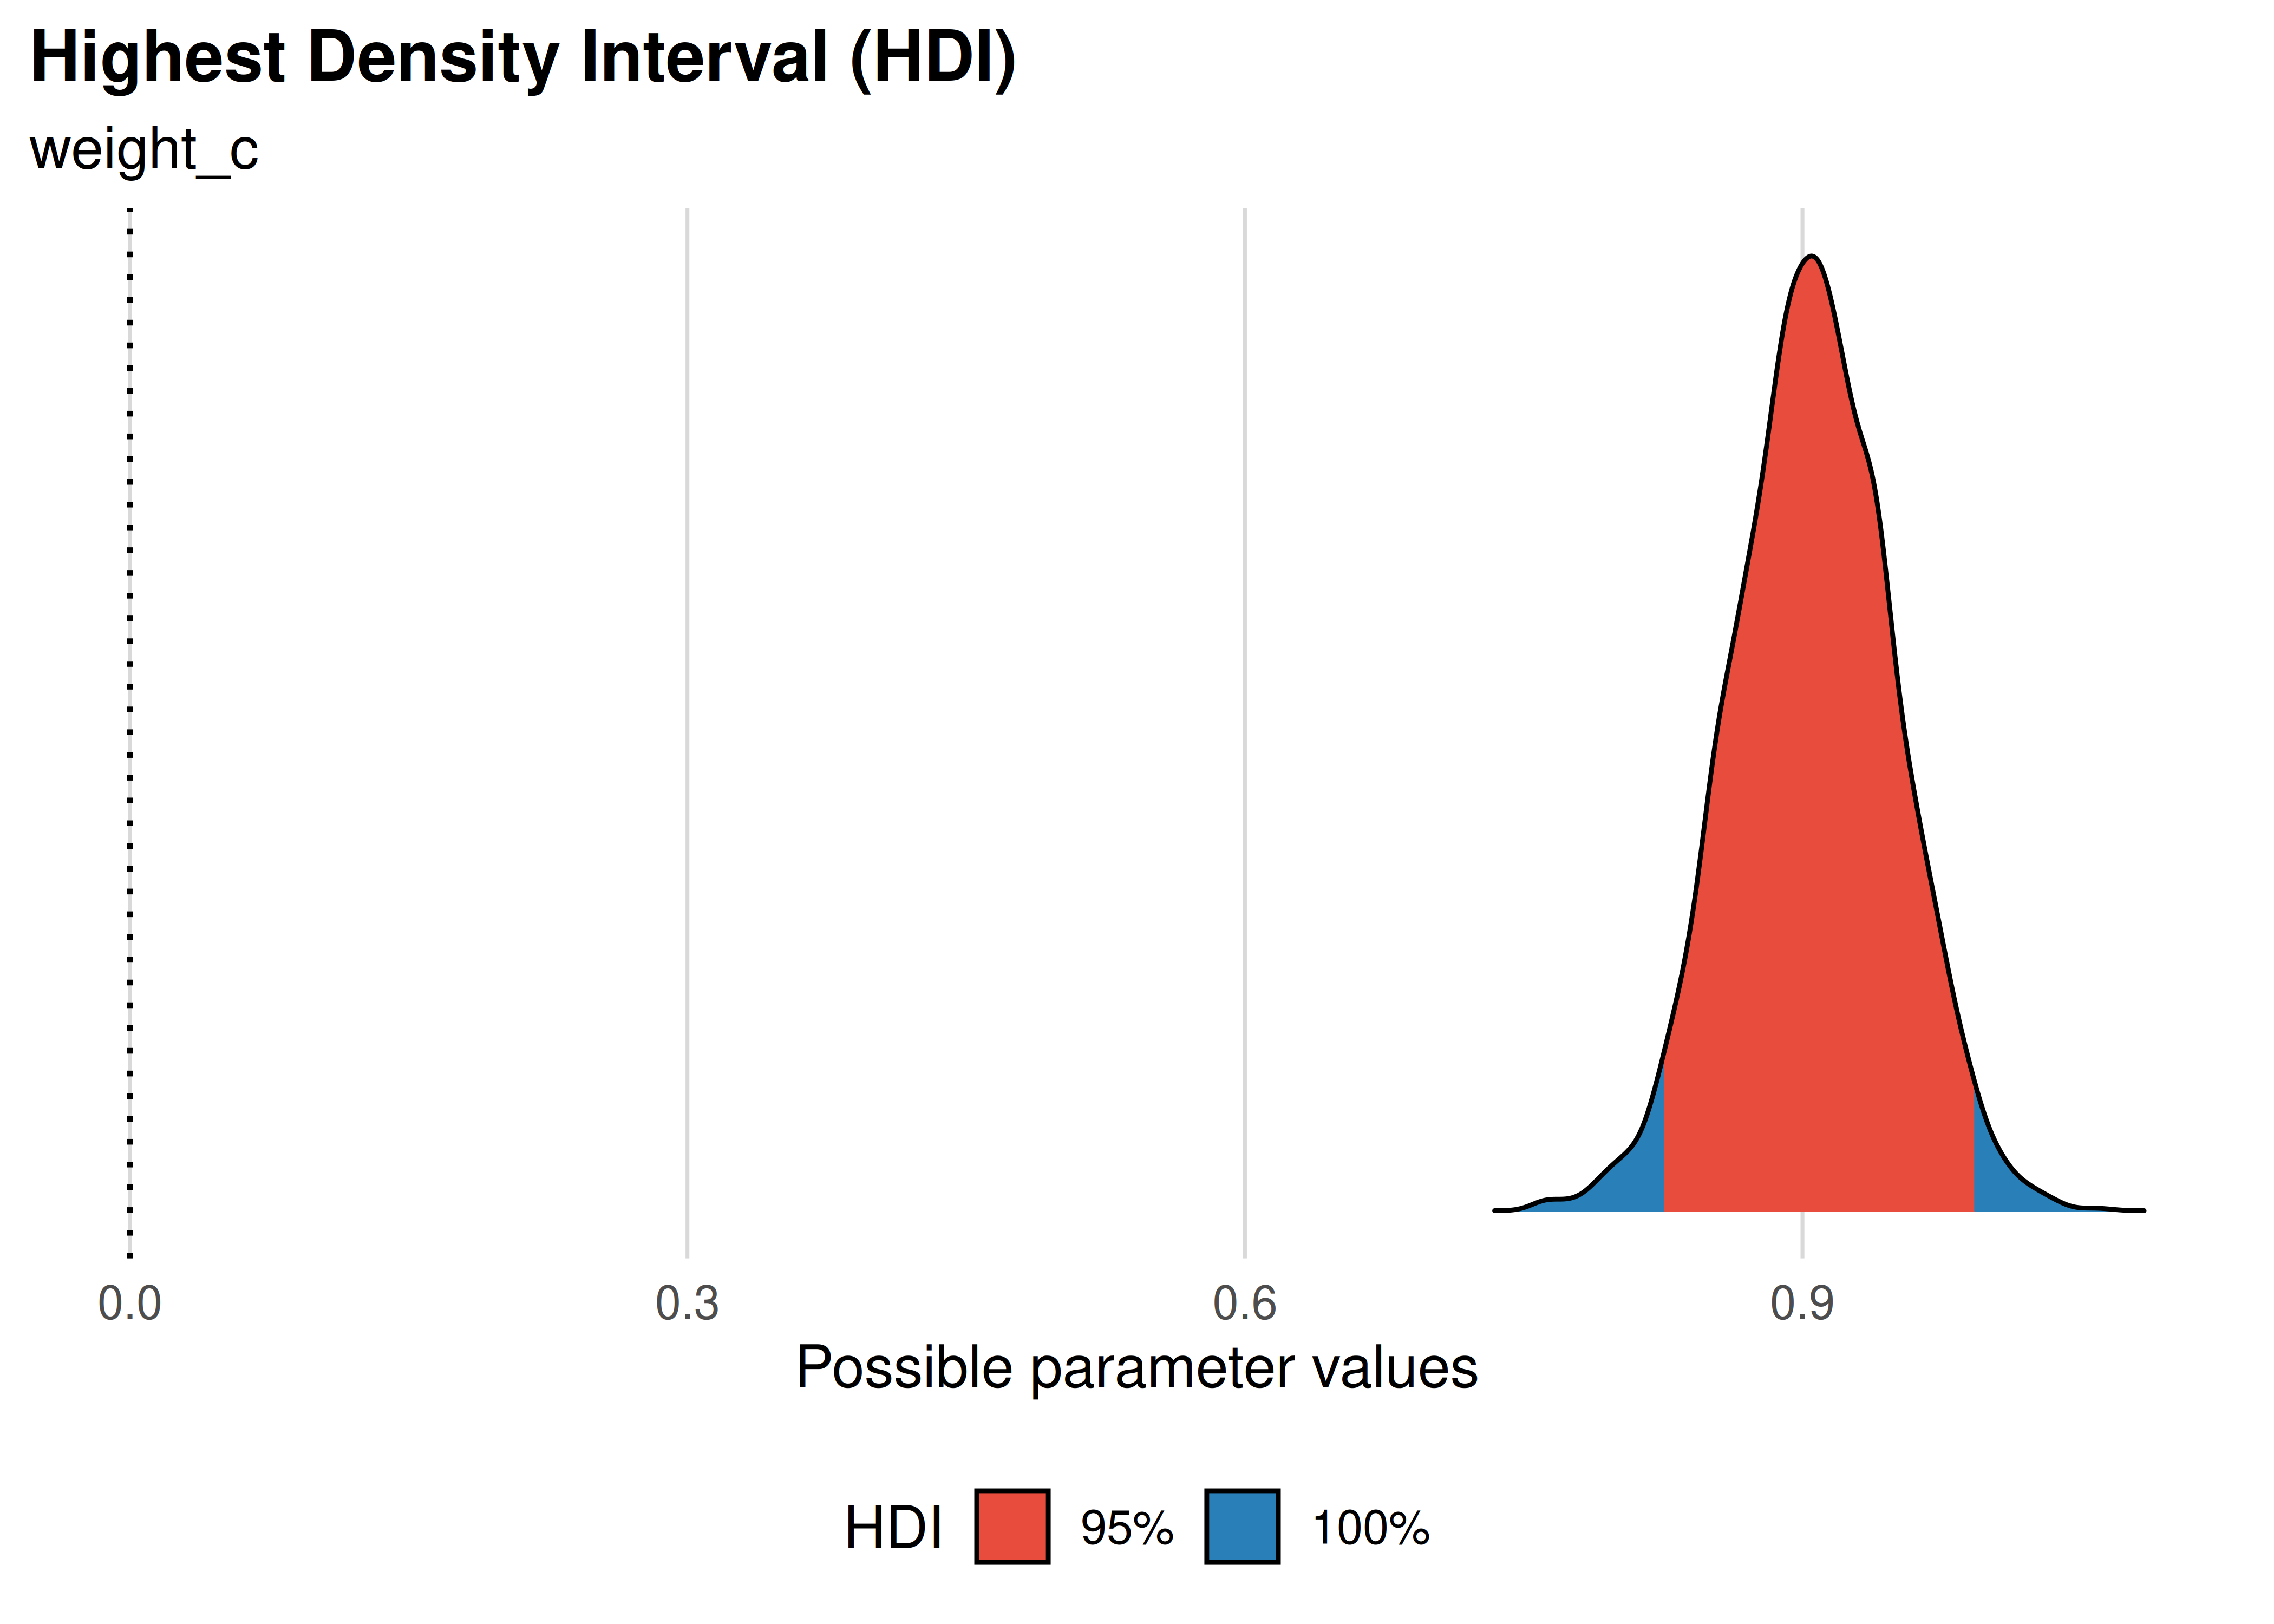 Highest Density Interval (HDI)
weight_c
0.0 0.3 0.6 0.9
Possible parameter values
HDI 95% 100%